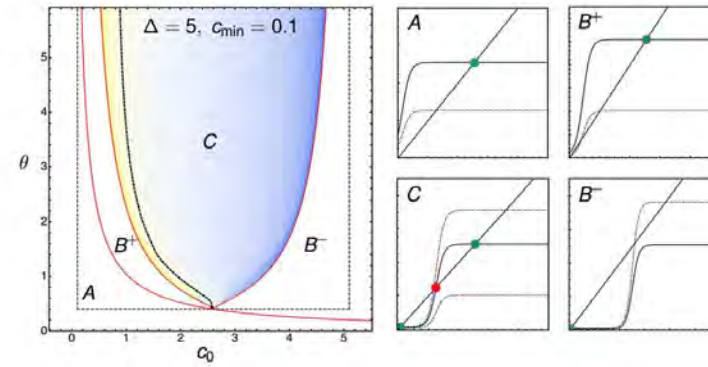 Δ = 5, c_min = 0.1
C
B⁺
B⁻
A
θ
5
4
3
2
1
0
0 1 2 3 4 5
c₀
A
B⁺
C
B⁻